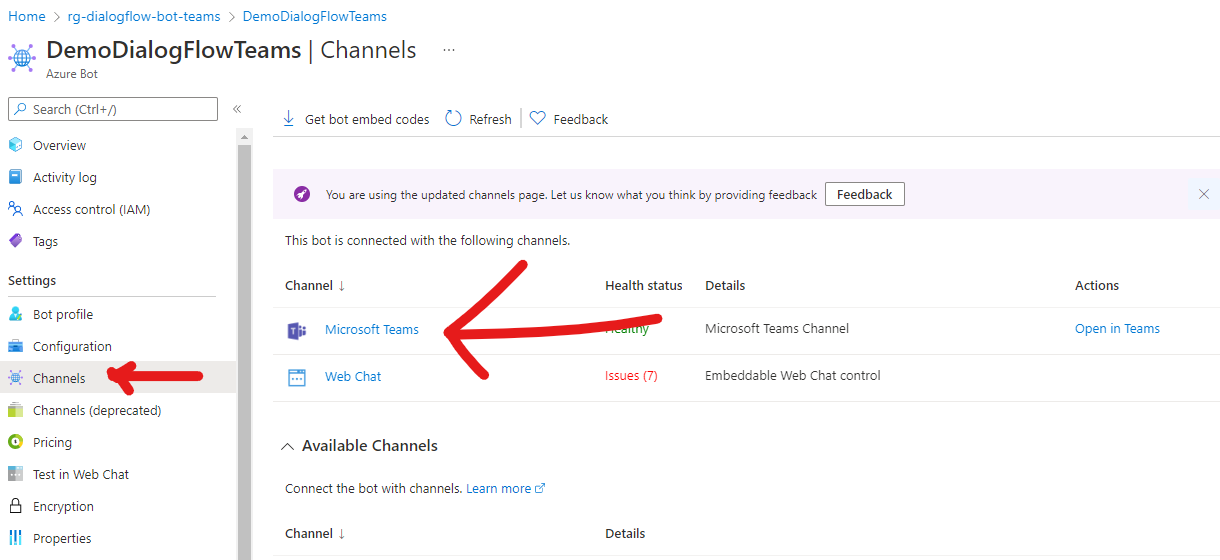 Home > rg-dialogflow-bot-teams > DemoDialogFlowTeams
DemoDialogFlowTeams | Channels ...
Azure Bot
Search (Ctrl+/)
«
Overview
Activity log
Access control (IAM)
Tags
Settings
Bot profile
Configuration
Channels
Channels (deprecated)
Pricing
Test in Web Chat
Encryption
Properties
Get bot embed codes Refresh Feedback
You are using the updated channels page. Let us know what you think by providing feedback Feedback
This bot is connected with the following channels.
Channel ↓ Health status Details Actions
Microsoft Teams Healthy Microsoft Teams Channel Open in Teams
Web Chat Issues (7) Embeddable Web Chat control
Available Channels
Connect the bot with channels. Learn more
Channel ↓ Details